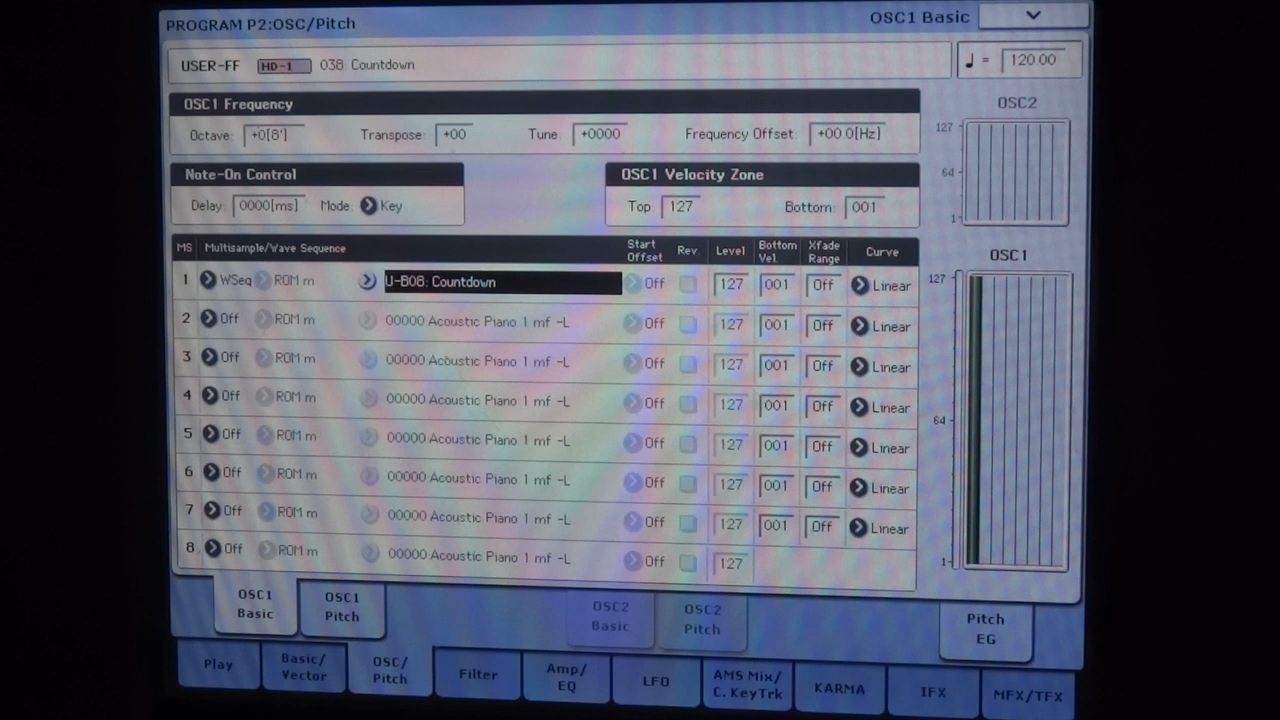 PROGRAM P2:OSC/Pitch OSC1 Basic
USER-FF HD-1 038: Countdown ♩ = 120.00
OSC1 Frequency
Octave: +0[8'] Transpose: +00 Tune: +0000 Frequency Offset: +00.0[Hz]
Note-On Control
Delay: 0000[ms] Mode: Key
OSC1 Velocity Zone
Top: 127 Bottom: 001
MS Multisample/Wave Sequence Start Offset Rev. Level Bottom Vel. Xfade Range Curve
1 WSeq ROM m U-B08: Countdown Off 127 001 Off Linear
2 Off ROM m 00000 Acoustic Piano 1 mf -L Off 127 001 Off Linear
3 Off ROM m 00000 Acoustic Piano 1 mf -L Off 127 001 Off Linear
4 Off ROM m 00000 Acoustic Piano 1 mf -L Off 127 001 Off Linear
5 Off ROM m 00000 Acoustic Piano 1 mf -L Off 127 001 Off Linear
6 Off ROM m 00000 Acoustic Piano 1 mf -L Off 127 001 Off Linear
7 Off ROM m 00000 Acoustic Piano 1 mf -L Off 127 001 Off Linear
8 Off ROM m 00000 Acoustic Piano 1 mf -L Off 127
OSC2
127
64
1
OSC1
127
64
1
OSC1 Basic OSC1 Pitch OSC2 Basic OSC2 Pitch Pitch EG
Play Basic/Vector OSC/Pitch Filter Amp/EQ LFO AMS Mix/C.KeyTrk KARMA IFX MFX/TFX